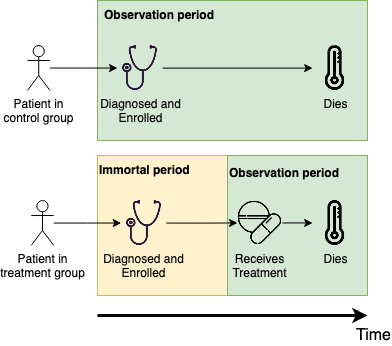 Observation period
Patient in
control group
Diagnosed and
Enrolled
Dies
Immortal period
Observation period
Patient in
treatment group
Diagnosed and
Enrolled
Receives
Treatment
Dies
Time